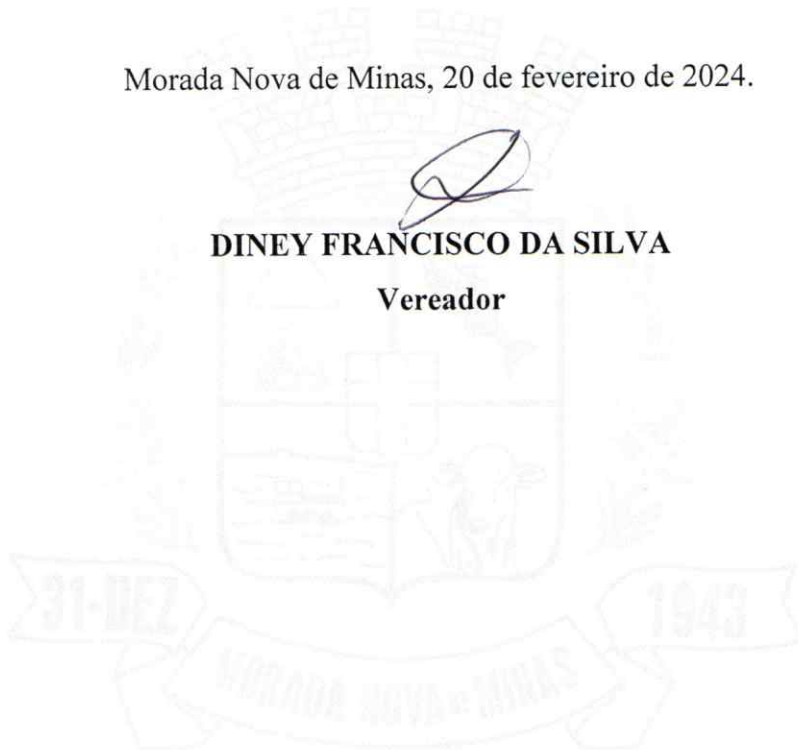 Morada Nova de Minas, 20 de fevereiro de 2024.
DINEY FRANCISCO DA SILVA
Vereador
31-DEZ
1943
MORADA NOVA DE MINAS